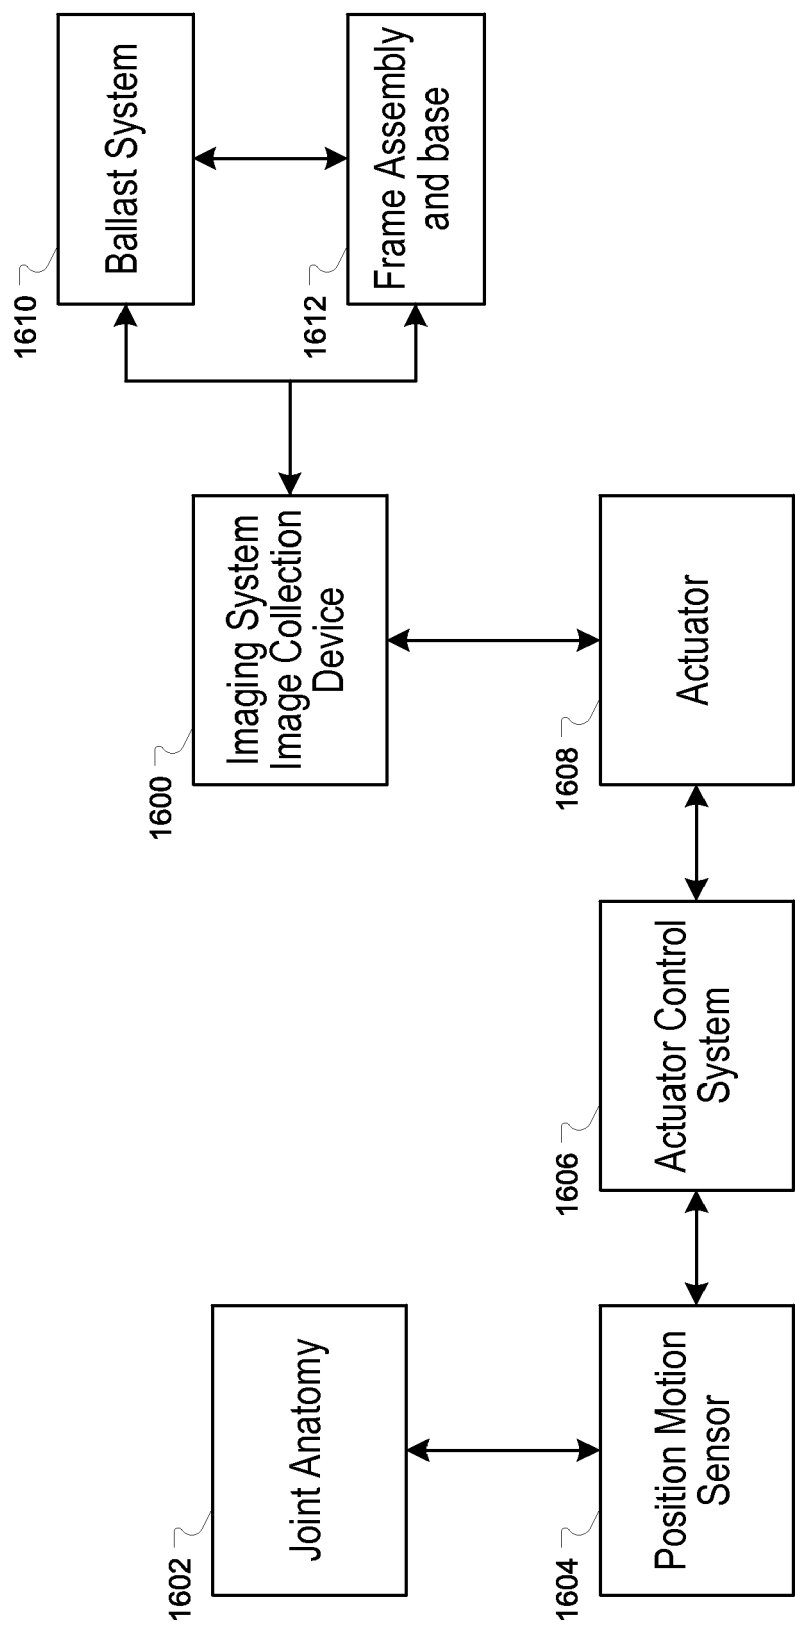 1602
Joint Anatomy
1604
Position Motion
Sensor
1606
Actuator Control
System
1608
Actuator
1600
Imaging System
Image Collection
Device
1610
Ballast System
1612
Frame Assembly
and base